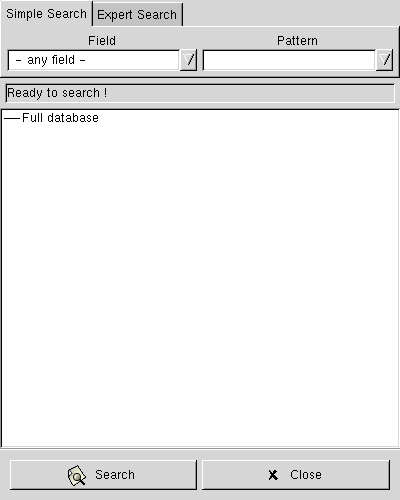 Simple Search Expert Search
Field Pattern
- any field -
Ready to search !
Full database
Search Close